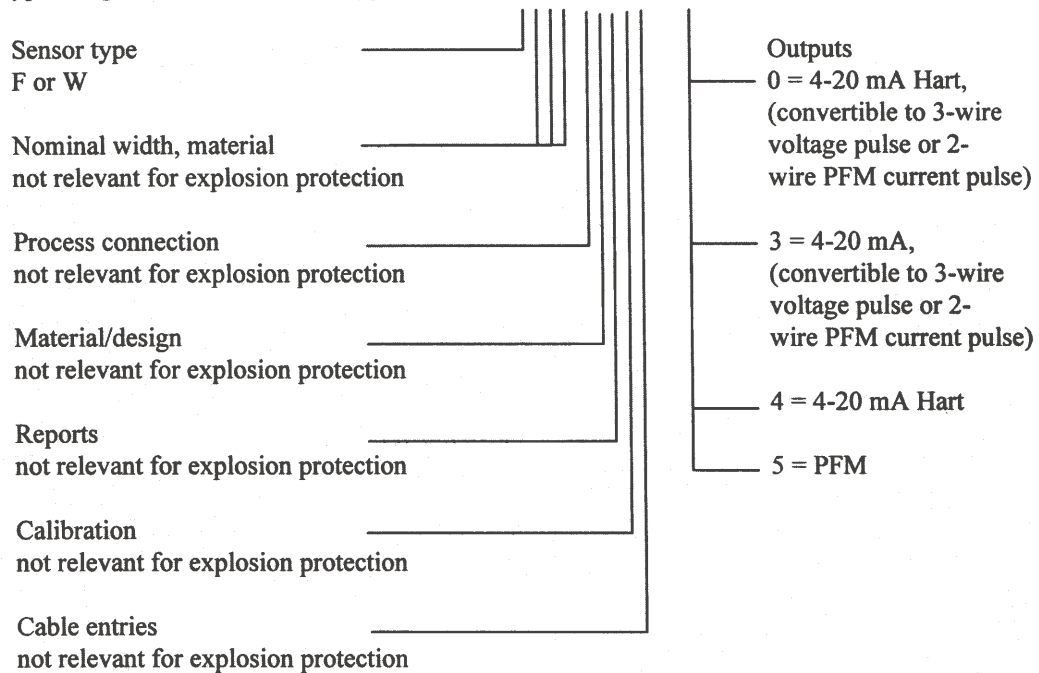 Sensor type
F or W
Nominal width, material
not relevant for explosion protection
Process connection
not relevant for explosion protection
Material/design
not relevant for explosion protection
Reports
not relevant for explosion protection
Calibration
not relevant for explosion protection
Cable entries
not relevant for explosion protection
Outputs
0 = 4-20 mA Hart,
(convertible to 3-wire
voltage pulse or 2-
wire PFM current pulse)
3 = 4-20 mA,
(convertible to 3-wire
voltage pulse or 2-
wire PFM current pulse)
4 = 4-20 mA Hart
5 = PFM